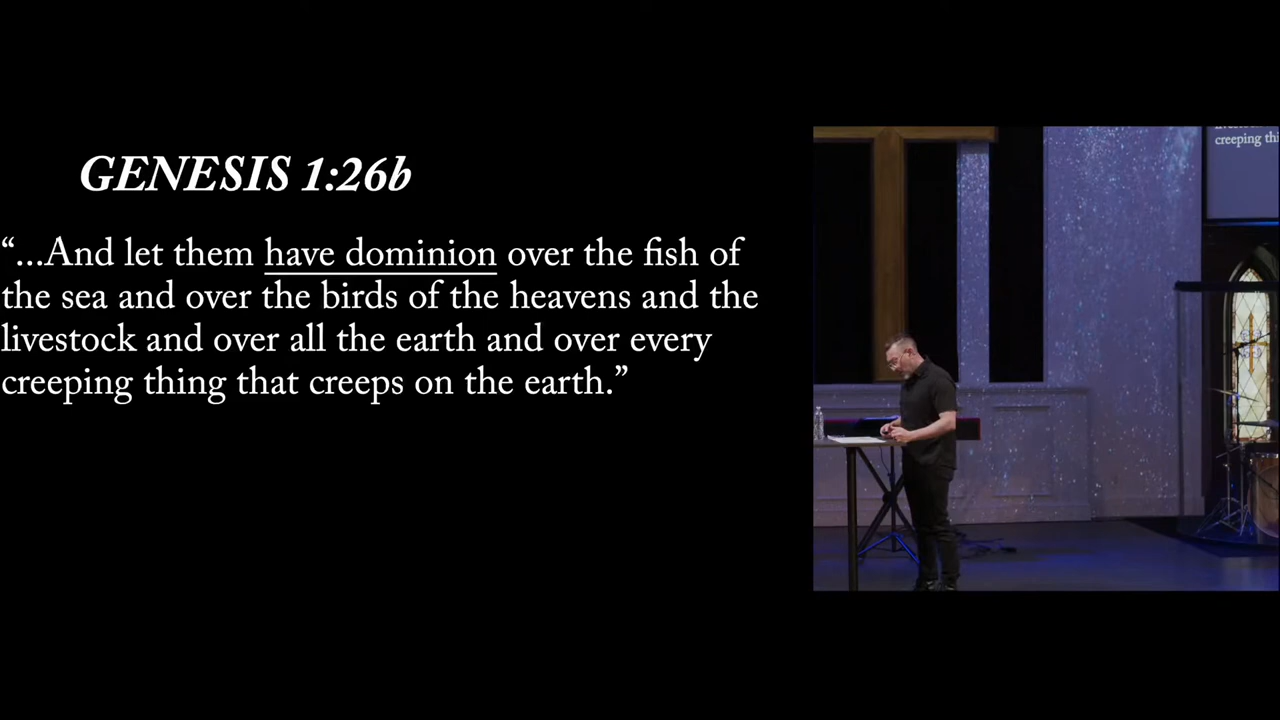 GENESIS 1:26b
“...And let them have dominion over the fish of
the sea and over the birds of the heavens and the
livestock and over all the earth and over every
creeping thing that creeps on the earth.”
creeping thi